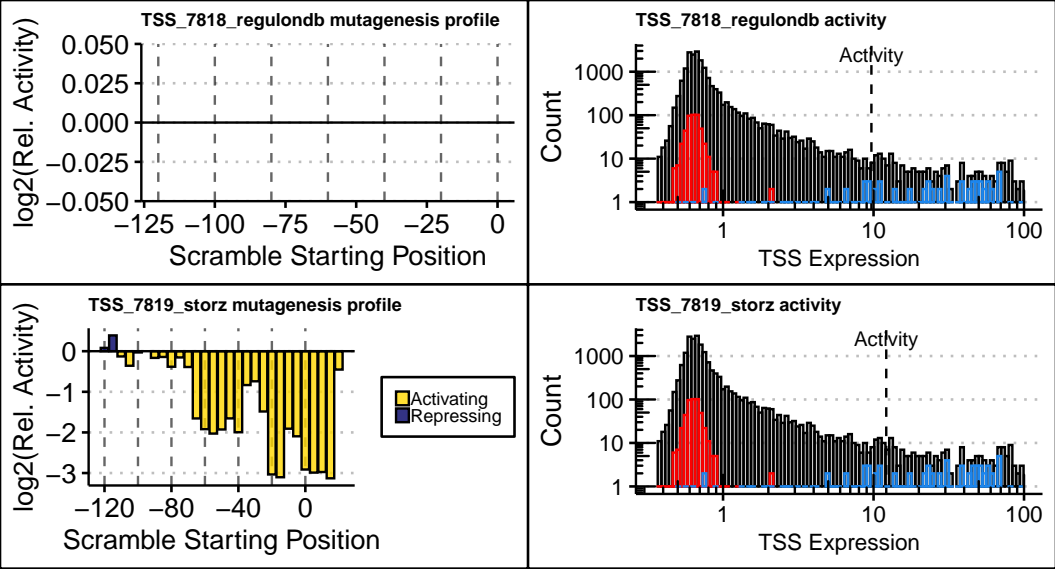 TSS_7818_regulondb mutagenesis profile
log2(Rel. Activity)
0.050
0.025
0.000
−0.025
−0.050
−125 −100 −75 −50 −25 0
Scramble Starting Position
TSS_7818_regulondb activity
Activity
Count
1000
100
10
1
1 10 100
TSS Expression
TSS_7819_storz mutagenesis profile
log2(Rel. Activity)
0
−1
−2
−3
−120 −80 −40 0
Scramble Starting Position
Activating
Repressing
TSS_7819_storz activity
Activity
Count
1000
100
10
1
1 10 100
TSS Expression